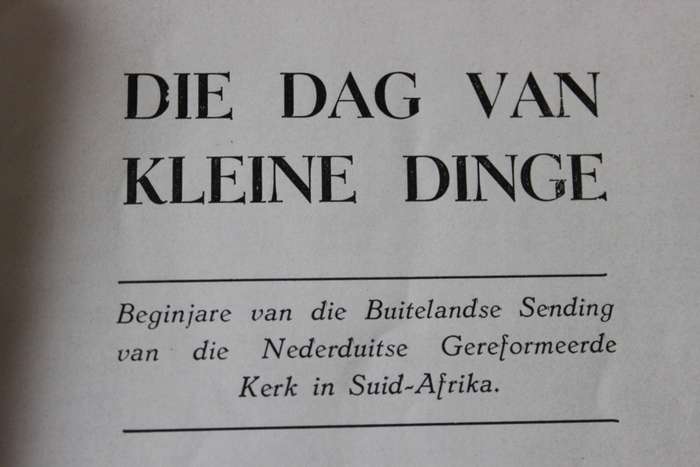 DIE DAG VAN
KLEINE DINGE
Beginjare van die Buitelandse Sending
van die Nederduitse Gereformeerde
Kerk in Suid-Afrika.